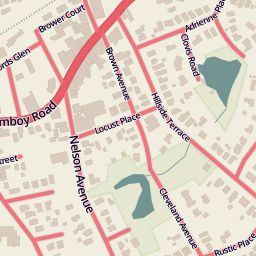 Brower Court
Adrienne Pla
rds Glen
Clovis Road
Brown Avenue
mboy Road
Hillside Terrace
Locust Place
Nelson Avenue
treet
Cleveland Avenue
Rustic Place